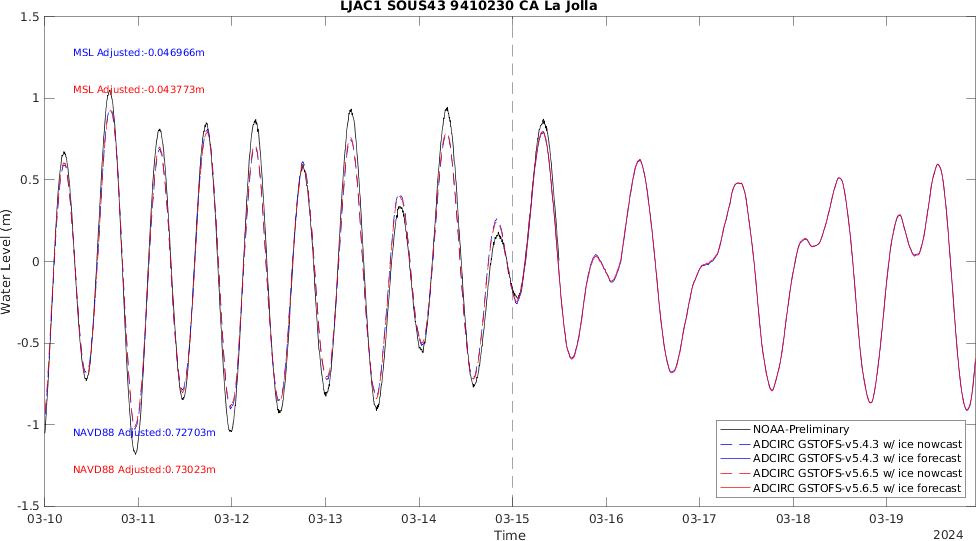 LJAC1 SOUS43 9410230 CA La Jolla
1.5
MSL Adjusted:-0.046966m
MSL Adjusted:-0.043773m
1
0.5
Water Level (m)
0
-0.5
-1
NAVD88 Adjusted:0.72703m
NAVD88 Adjusted:0.73023m
-1.5
NOAA-Preliminary
ADCIRC GSTOFS-v5.4.3 w/ ice nowcast
ADCIRC GSTOFS-v5.4.3 w/ ice forecast
ADCIRC GSTOFS-v5.6.5 w/ ice nowcast
ADCIRC GSTOFS-v5.6.5 w/ ice forecast
03-10 03-11 03-12 03-13 03-14 03-15 03-16 03-17 03-18 03-19
Time
2024